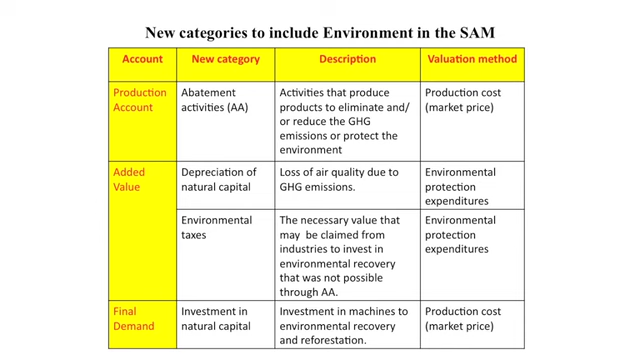 New categories to include Environment in the SAM
Account New category Description Valuation method
Production Account Abatement activities (AA) Activities that produce products to eliminate and/ or reduce the GHG emissions or protect the environment Production cost (market price)
Added Value Depreciation of natural capital Loss of air quality due to GHG emissions. Environmental protection expenditures
Environmental taxes The necessary value that may be claimed from industries to invest in environmental recovery that was not possible through AA. Environmental protection expenditures
Final Demand Investment in natural capital Investment in machines to environmental recovery and reforestation. Production cost (market price)